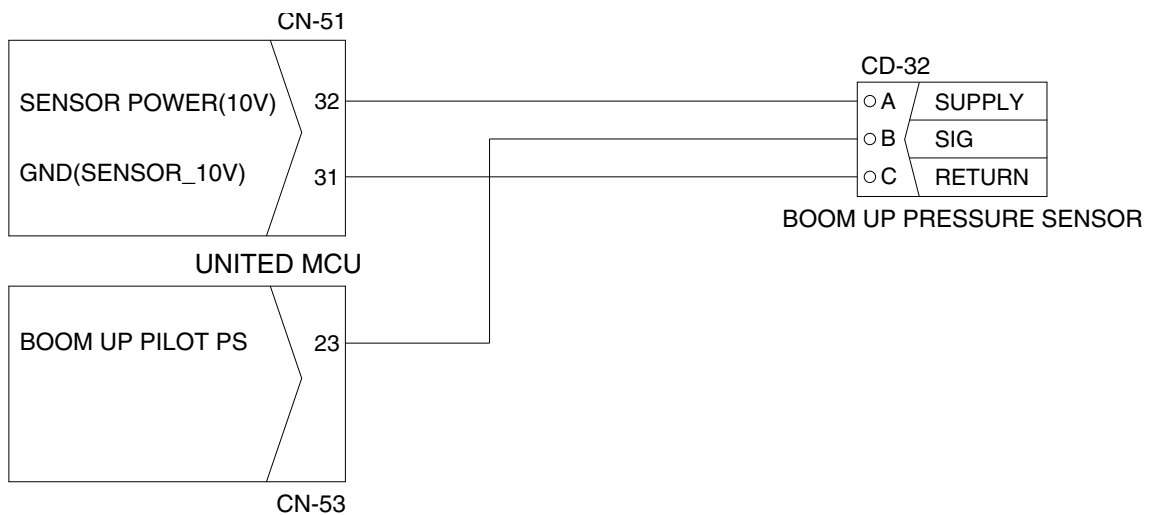 CN-51
SENSOR POWER(10V)
32
GND(SENSOR_10V)
31
UNITED MCU
BOOM UP PILOT PS
23
CN-53
CD-32
A SUPPLY
B SIG
C RETURN
BOOM UP PRESSURE SENSOR